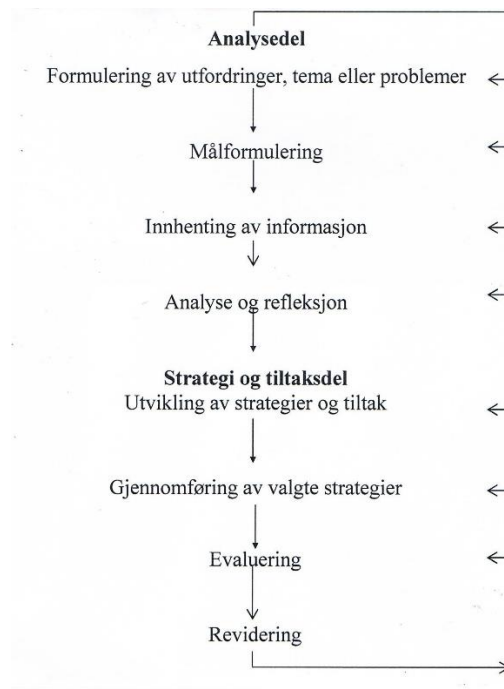 Analysedel
Formulering av utfordringer, tema eller problemer
Målformulering
Innhenting av informasjon
Analyse og refleksjon
Strategi og tiltaksdel
Utvikling av strategier og tiltak
Gjennomføring av valgte strategier
Evaluering
Revidering